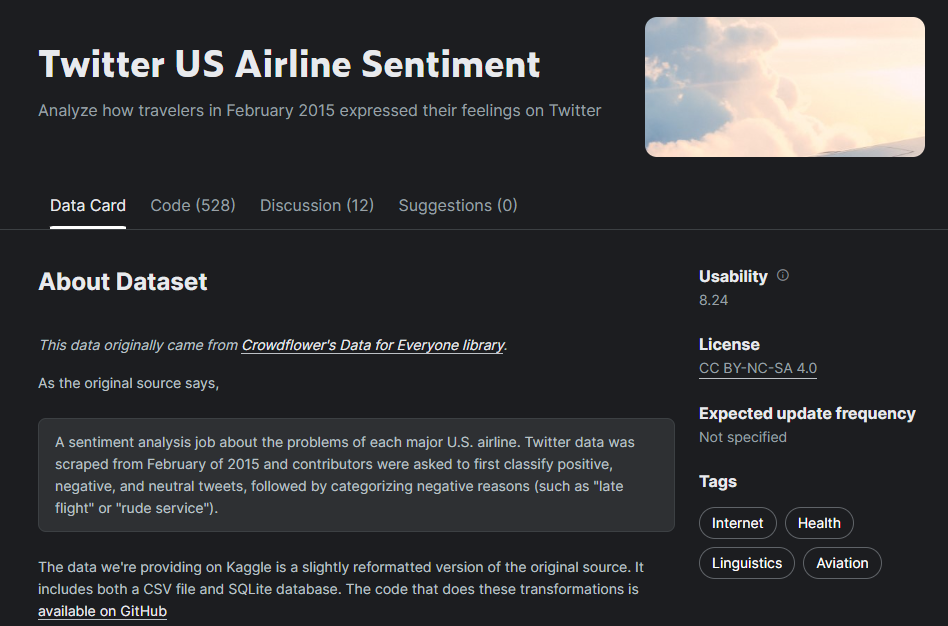 Twitter US Airline Sentiment
Analyze how travelers in February 2015 expressed their feelings on Twitter
Data Card
Code (528)
Discussion (12)
Suggestions (0)
About Dataset
This data originally came from Crowdflower's Data for Everyone library.
As the original source says,
A sentiment analysis job about the problems of each major U.S. airline. Twitter data was
scraped from February of 2015 and contributors were asked to first classify positive,
negative, and neutral tweets, followed by categorizing negative reasons (such as "late
flight" or "rude service").
The data we're providing on Kaggle is a slightly reformatted version of the original source. It
includes both a CSV file and SQLite database. The code that does these transformations is
available on GitHub
Usability
8.24
License
CC BY-NC-SA 4.0
Expected update frequency
Not specified
Tags
Internet
Health
Linguistics
Aviation